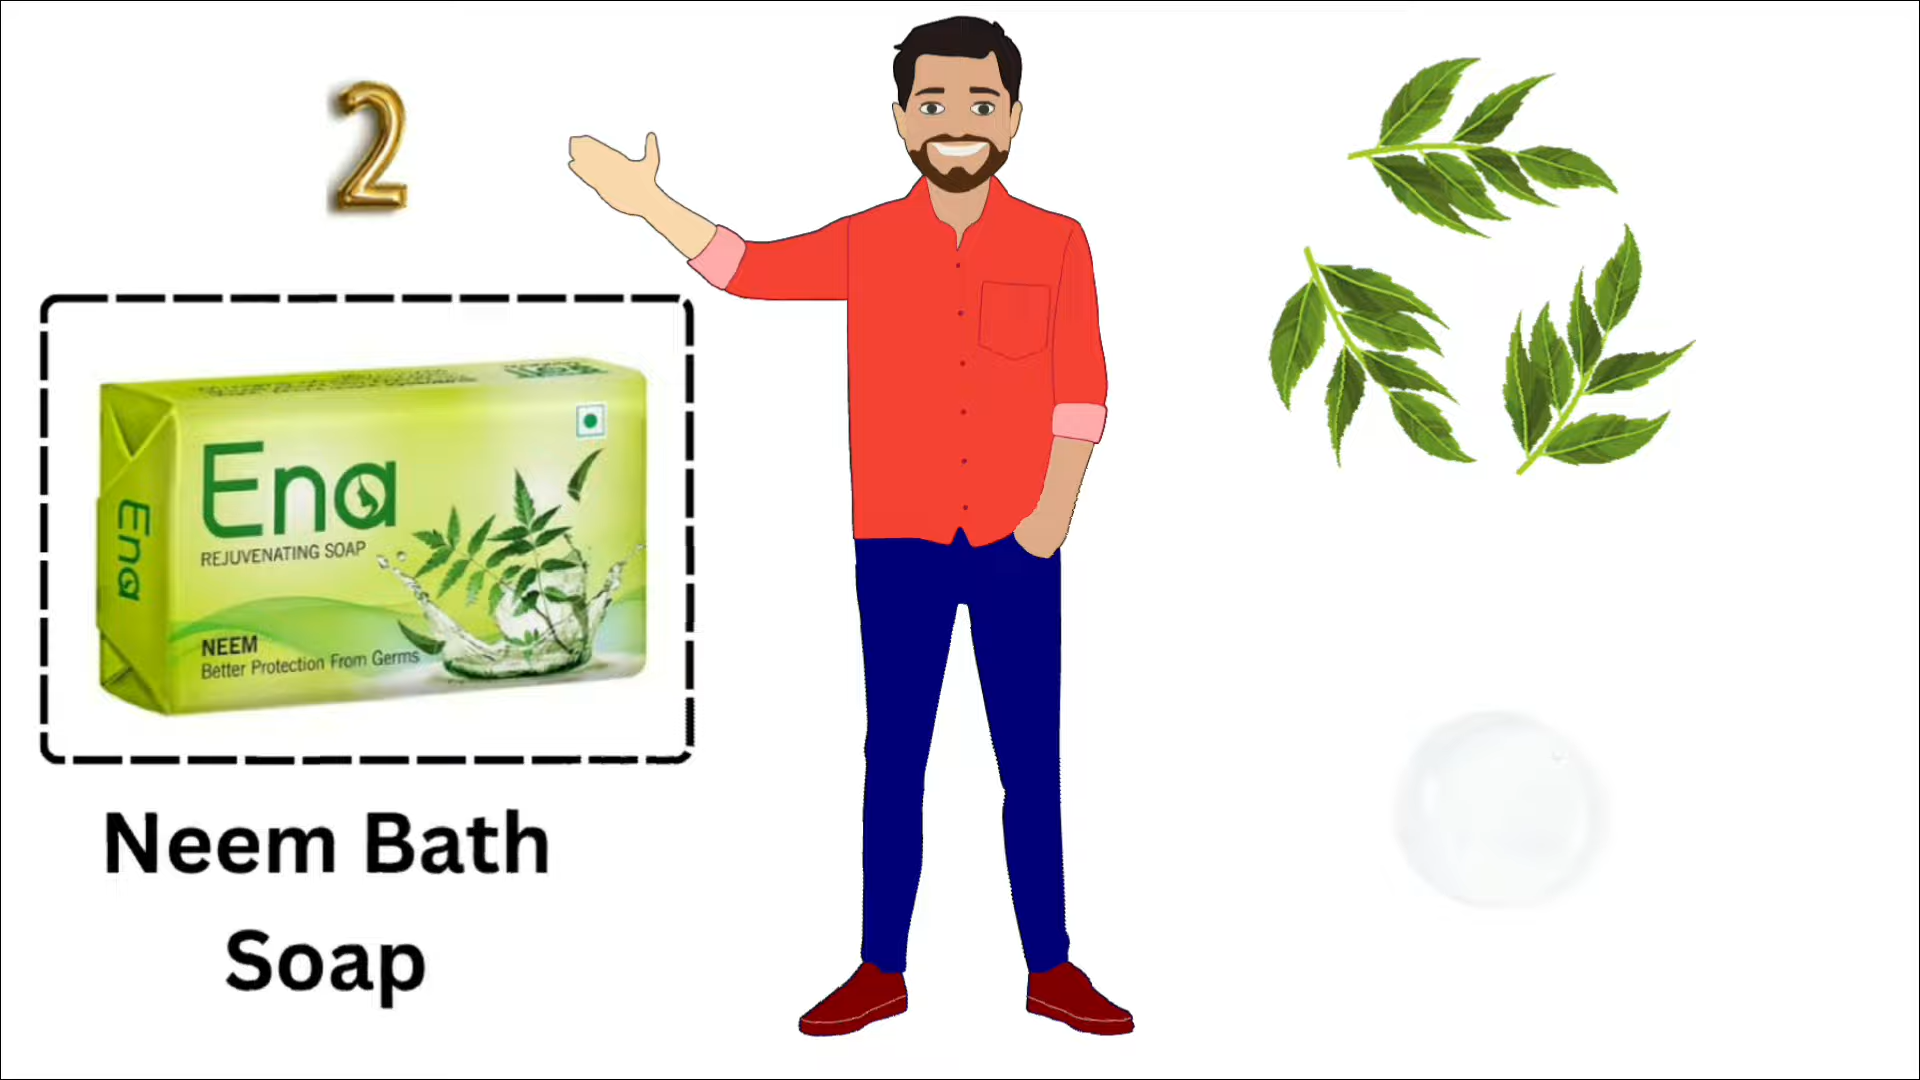 2
Ena
REJUVENATING SOAP
NEEM
Better Protection From Germs
Ena
Neem Bath
Soap